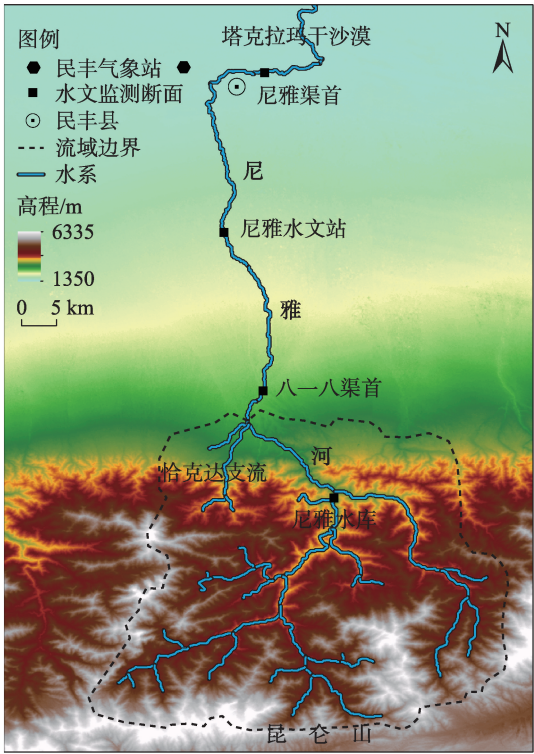 塔克拉玛干沙漠
N
图例
民丰气象站
水文监测断面
民丰县
流域边界
水系
高程/m
6335
1350
0 5 km
尼雅渠首
尼
尼雅水文站
雅
八一八渠首
河
恰克达支流
尼雅水库
昆仑山